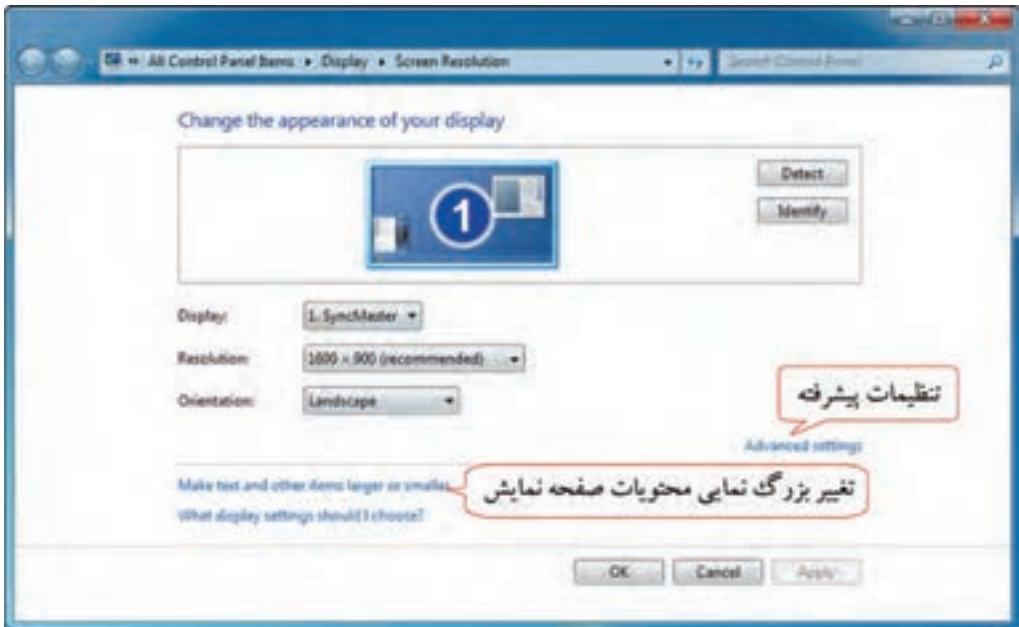 All Control Panel Items ▸ Display ▸ Screen Resolution
Search Control Panel
Change the appearance of your display
1
Detect
Identify
Display: 1. SyncMaster
Resolution: 1600 × 900 (recommended)
Orientation: Landscape
تنظیمات پیشرفته
Advanced settings
Make text and other items larger or smaller
تغییر بزرگ نمایی محتویات صفحه نمایش
What display settings should I choose?
OK Cancel Apply